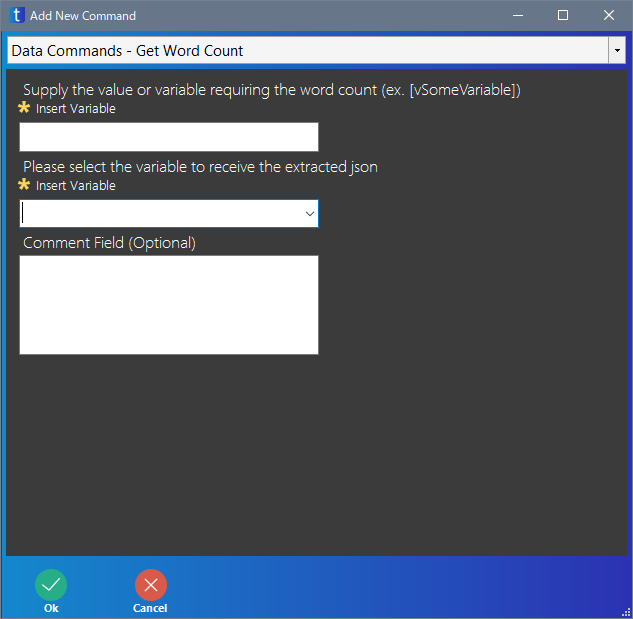 t Add New Command
Data Commands - Get Word Count
Supply the value or variable requiring the word count (ex. [vSomeVariable])
Insert Variable
Please select the variable to receive the extracted json
Insert Variable
Comment Field (Optional)
Ok Cancel